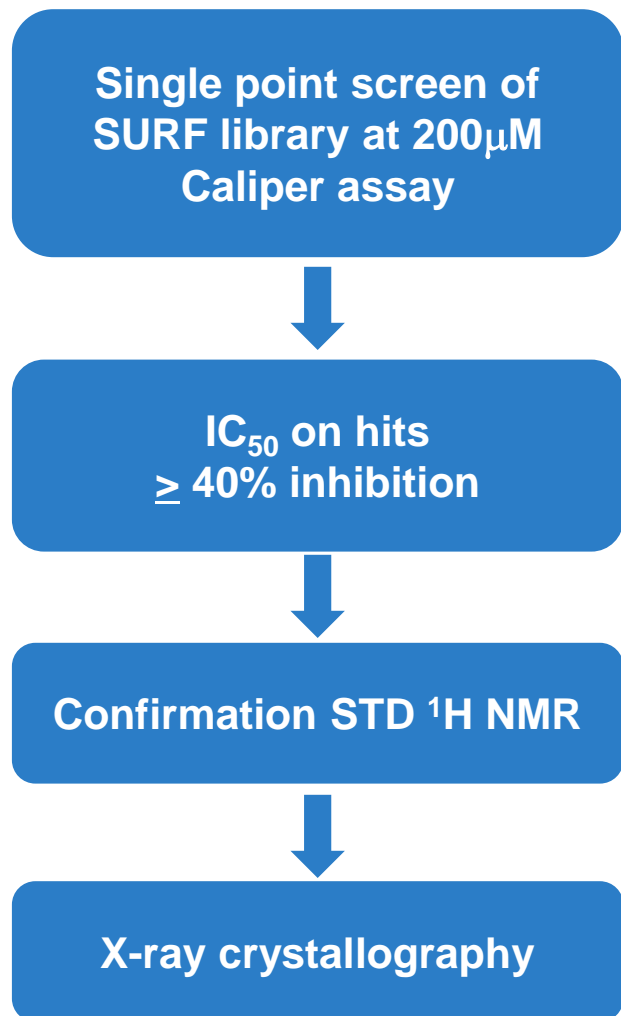 Single point screen of
SURF library at 200μM
Caliper assay
IC₅₀ on hits
≥ 40% inhibition
Confirmation STD ¹H NMR
X-ray crystallography